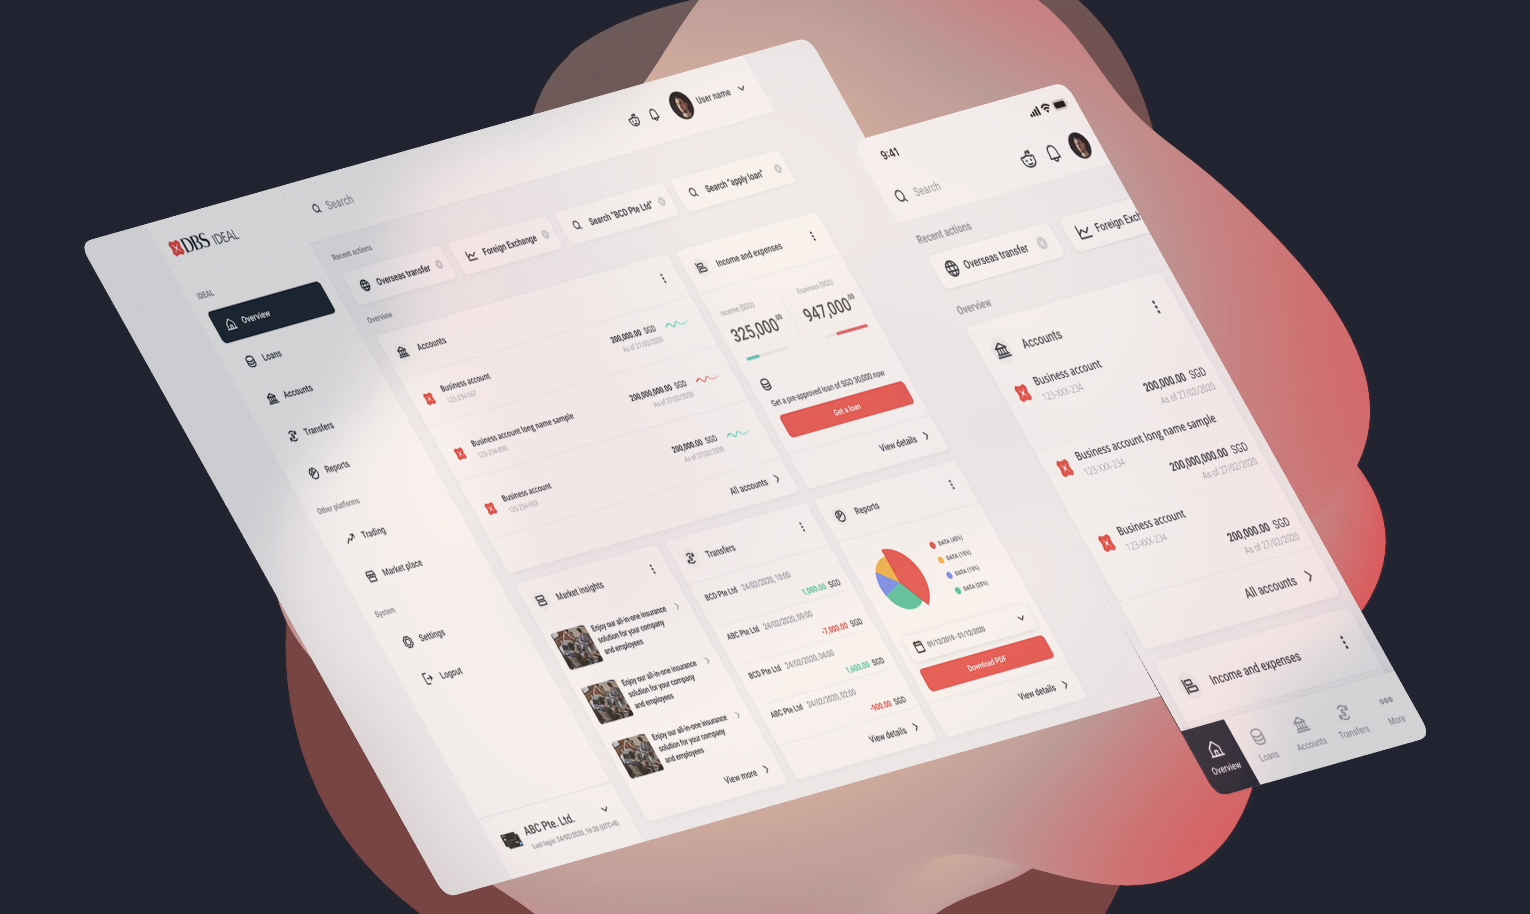 DBS IDEAL
IDEAL
Overview
Loans
Accounts
Transfers
Reports
Other platforms
Trading
Market place
System
Settings
Logout
ABC Pte. Ltd.
Last login: 24/02/2020, 16:30 (UTC+8)
Search
User name
Recent actions
Overseas transfer
Foreign Exchange
Search "BCD Pte Ltd"
Search "apply loan"
Overview
Accounts
Business account
123-234-567
200,000.00 SGD
As of 27/02/2020
Business account long name sample
123-234-890
200,000,000.00 SGD
As of 27/02/2020
Business account
123-234-903
200,000.00 SGD
As of 27/02/2020
All accounts
Income and expenses
Income (SGD)
325,000.00
Expenses (SGD)
947,000.00
Get a pre-approved loan of SGD 30,000 now
Get a loan
View details
Market insights
Enjoy our all-in-one insurance
solution for your company
and employees
Enjoy our all-in-one insurance
solution for your company
and employees
Enjoy our all-in-one insurance
solution for your company
and employees
View more
Transfers
BCD Pte Ltd 24/02/2020, 10:00
1,000.00 SGD
ABC Pte Ltd 24/02/2020, 09:00
-7,000.00 SGD
BCD Pte Ltd 24/02/2020, 04:00
1,600.00 SGD
ABC Pte Ltd 24/02/2020, 02:00
-900.00 SGD
View details
Reports
DATA (45%)
DATA (15%)
DATA (15%)
DATA (25%)
01/12/2019 - 01/12/2020
Download PDF
View details
9:41
Search
Recent actions
Overseas transfer
Foreign Exch
Overview
Accounts
Business account
123-XXX-234
200,000.00 SGD
As of 27/02/2020
Business account long name sample
123-XXX-234
200,000,000.00 SGD
As of 27/02/2020
Business account
123-XXX-234
200,000.00 SGD
As of 27/02/2020
All accounts
Income and expenses
Overview
Loans
Accounts
Transfers
More